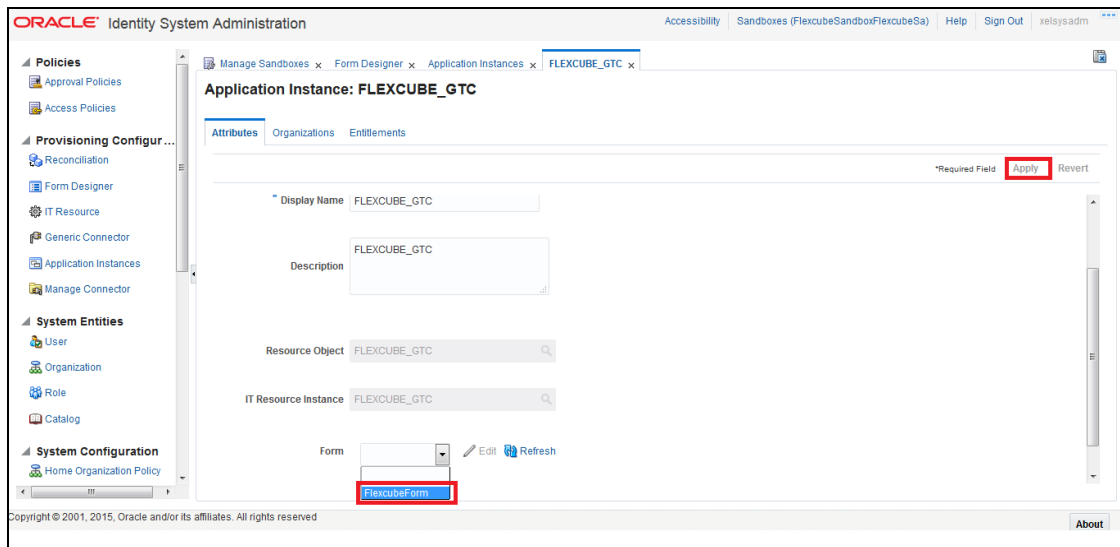 ORACLE® Identity System Administration
Accessibility Sandboxes (FlexcubeSandboxFlexcubeSa) Help Sign Out xelsysadm
Policies
Approval Policies
Access Policies
Provisioning Configur...
Reconciliation
Form Designer
IT Resource
Generic Connector
Application Instances
Manage Connector
System Entities
User
Organization
Role
Catalog
System Configuration
Home Organization Policy
Manage Sandboxes x Form Designer x Application Instances x FLEXCUBE_GTC x
Application Instance: FLEXCUBE_GTC
Attributes Organizations Entitlements
*Required Field Apply Revert
* Display Name FLEXCUBE_GTC
Description FLEXCUBE_GTC
Resource Object FLEXCUBE_GTC
IT Resource Instance FLEXCUBE_GTC
Form Edit Refresh
FlexcubeForm
Copyright © 2001, 2015, Oracle and/or its affiliates. All rights reserved
About